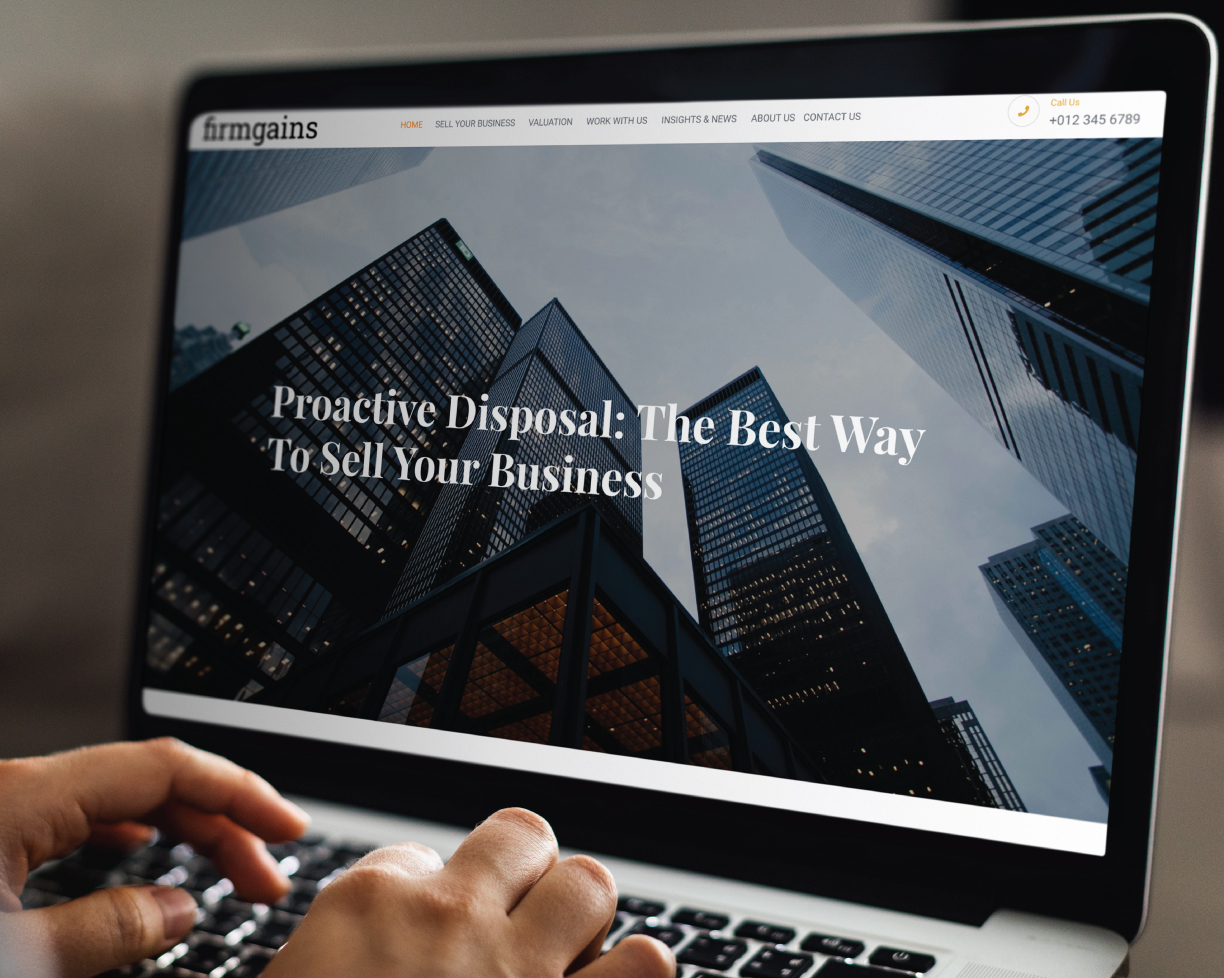 firmgains
HOME SELL YOUR BUSINESS VALUATION WORK WITH US INSIGHTS & NEWS ABOUT US CONTACT US
Call Us
+012 345 6789
Proactive Disposal: The Best Way
To Sell Your Business